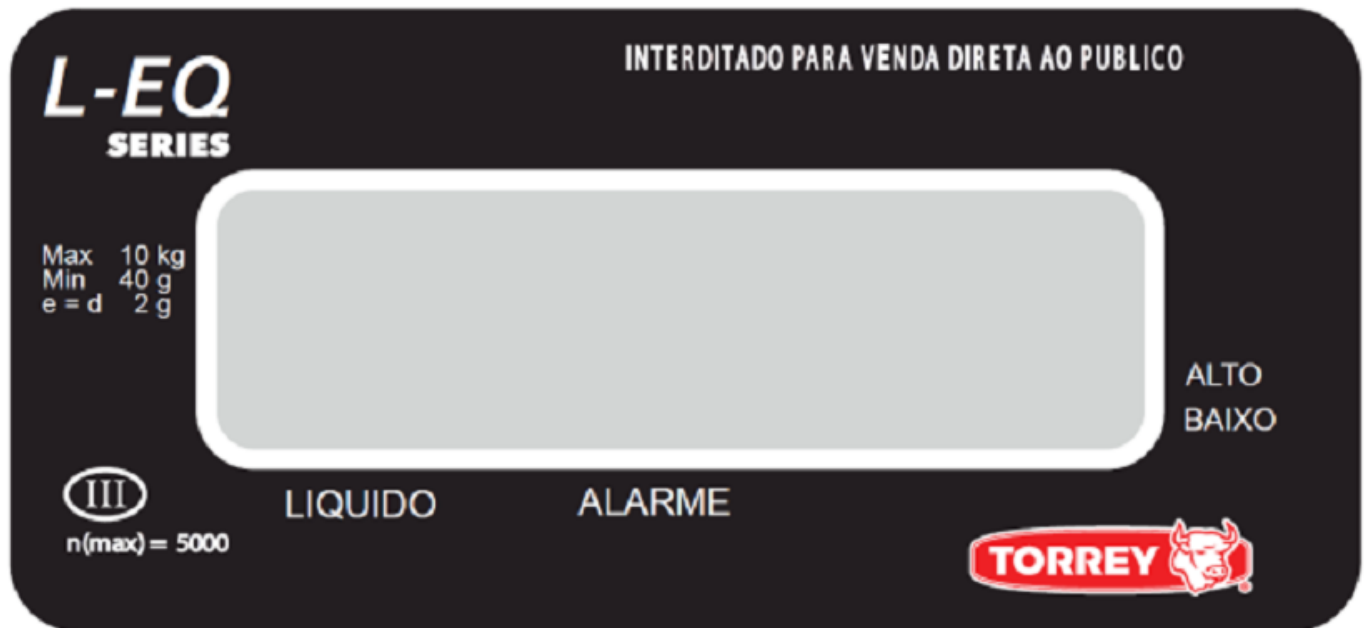 L-EQ
SERIES
INTERDITADO PARA VENDA DIRETA AO PUBLICO
Max 10 kg
Min 40 g
e = d 2 g
ALTO
BAIXO
III
n(max) = 5000
LIQUIDO
ALARME
TORREY
®